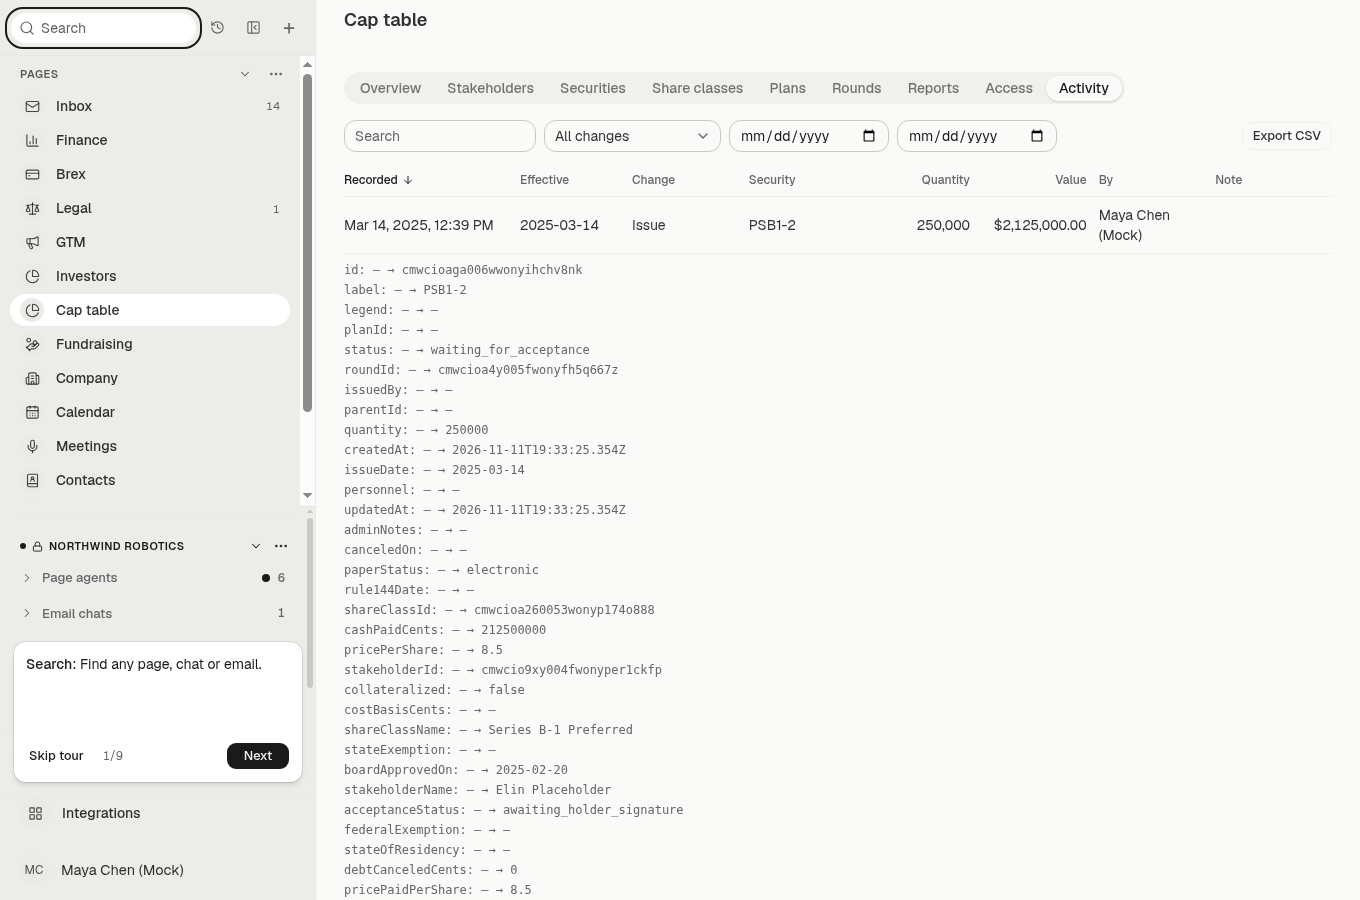 Search
PAGES
Inbox 14
Finance
Brex
Legal 1
GTM
Investors
Cap table
Fundraising
Company
Calendar
Meetings
Contacts
NORTHWIND ROBOTICS
Page agents 6
Email chats 1
Search: Find any page, chat or email.
Skip tour 1/9 Next
Integrations
MC Maya Chen (Mock)
Cap table
Overview Stakeholders Securities Share classes Plans Rounds Reports Access Activity
Search All changes mm/dd/yyyy mm/dd/yyyy Export CSV
Recorded ↓ Effective Change Security Quantity Value By Note
Mar 14, 2025, 12:39 PM 2025-03-14 Issue PSB1-2 250,000 $2,125,000.00 Maya Chen
(Mock)
id: — → cmwcioaga006wwonyihchv8nk
label: — → PSB1-2
legend: — → —
planId: — → —
status: — → waiting_for_acceptance
roundId: — → cmwcioa4y005fwonyfh5q667z
issuedBy: — → —
parentId: — → —
quantity: — → 250000
createdAt: — → 2026-11-11T19:33:25.354Z
issueDate: — → 2025-03-14
personnel: — → —
updatedAt: — → 2026-11-11T19:33:25.354Z
adminNotes: — → —
canceledOn: — → —
paperStatus: — → electronic
rule144Date: — → —
shareClassId: — → cmwcioa260053wonyp174o888
cashPaidCents: — → 212500000
pricePerShare: — → 8.5
stakeholderId: — → cmwcio9xy004fwonyper1ckfp
collateralized: — → false
costBasisCents: — → —
shareClassName: — → Series B-1 Preferred
stateExemption: — → —
boardApprovedOn: — → 2025-02-20
stakeholderName: — → Elin Placeholder
acceptanceStatus: — → awaiting_holder_signature
federalExemption: — → —
stateOfResidency: — → —
debtCanceledCents: — → 0
pricePaidPerShare: — → 8.5